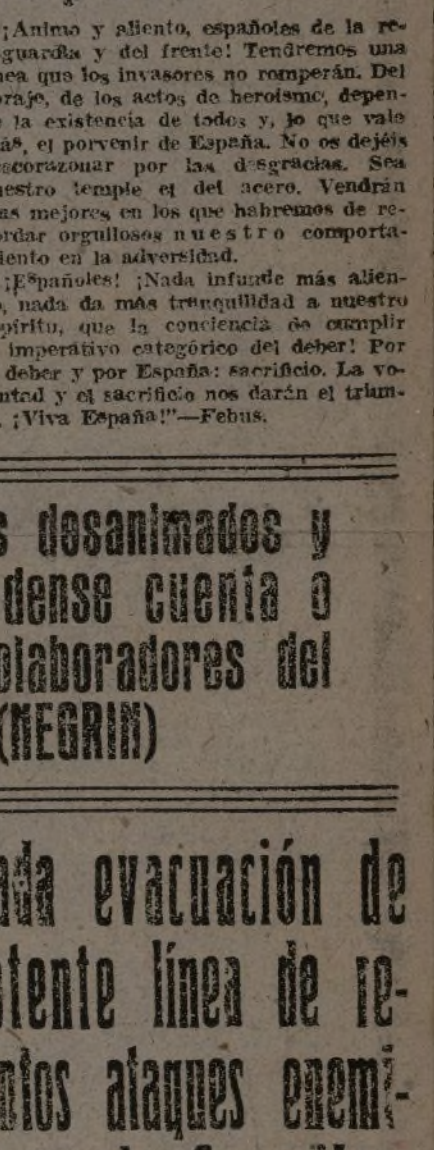 ¡Animo y aliento, españoles de la re-
guardia y del frente! Tendremos una
nea que los invasores no romperán. Del
raje, de los actos de heroismo, depen-
e la existencia de todos y, lo que vale
ás, el porvenir de España. No os dejéis
scorazonar por las desgracias. Sea
estro temple el del acero. Vendrán
as mejores en los que habremos de re-
rdar orgullosos nuestro comporta-
iento en la adversidad.
¡Españoles! ¡Nada infunde más alien-
, nada da más tranquilidad a nuestro
píritu, que la conciencia de cumplir
imperativo categórico del deber! Por
deber y por España: sacrificio. La vo-
ntad y el sacrificio nos darán el triun-
. ¡Viva España!"—Febus.
s desanimados y
dense cuenta o
olaboradores del
(NEGRIN)
ada evacuación de
otente línea de re-
ntos ataques enemi-